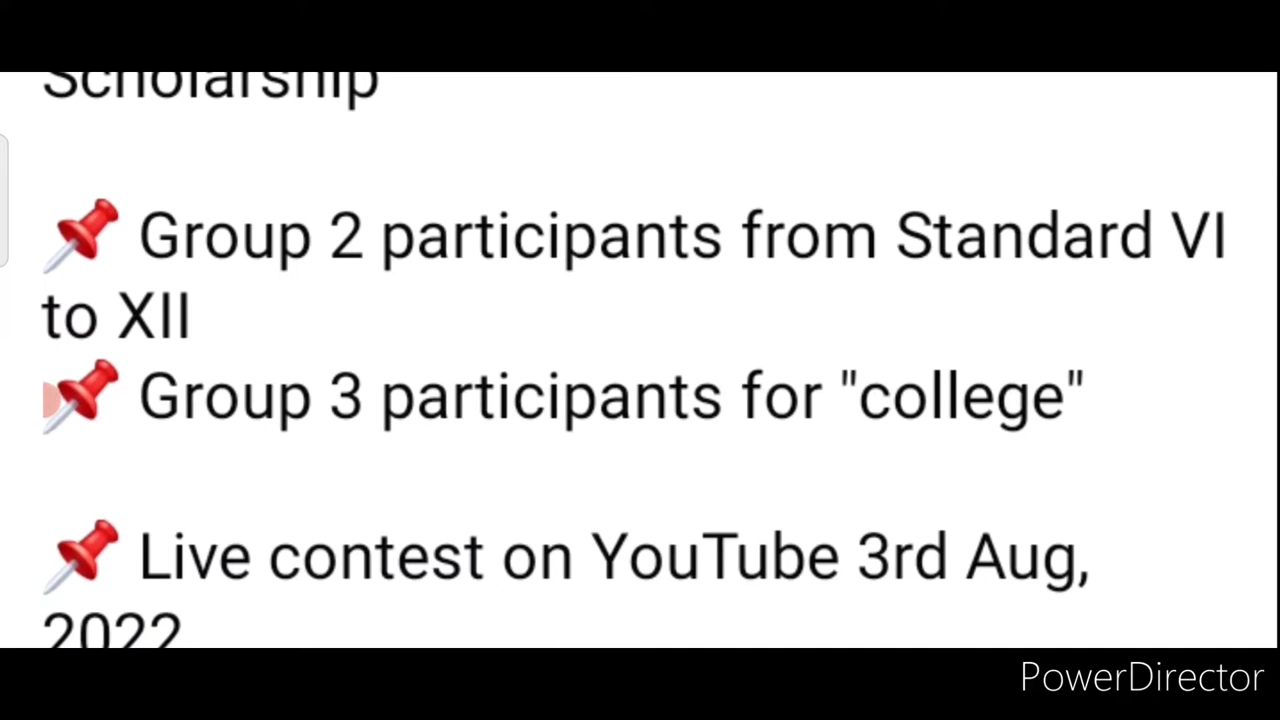 Scholarship
📌 Group 2 participants from Standard VI
to XII
📌 Group 3 participants for "college"
📌 Live contest on YouTube 3rd Aug,
2022
PowerDirector